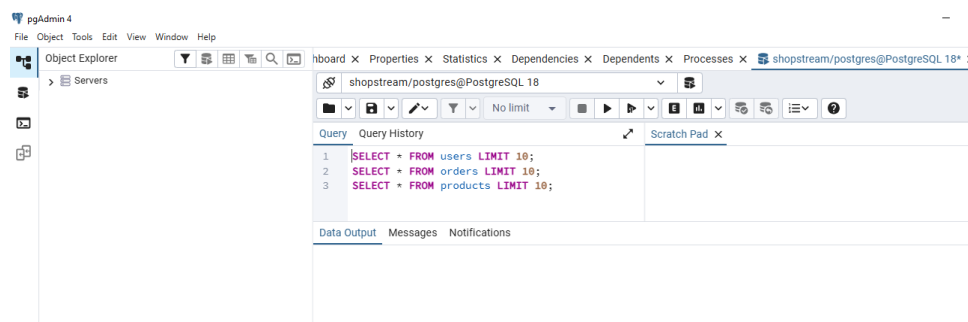 pgAdmin 4
File Object Tools Edit View Window Help
Object Explorer
Servers
hboard Properties Statistics Dependencies Dependents Processes shopstream/postgres@PostgreSQL 18*
shopstream/postgres@PostgreSQL 18
No limit
E
Query Query History
Scratch Pad
1 SELECT * FROM users LIMIT 10;
2 SELECT * FROM orders LIMIT 10;
3 SELECT * FROM products LIMIT 10;
Data Output Messages Notifications